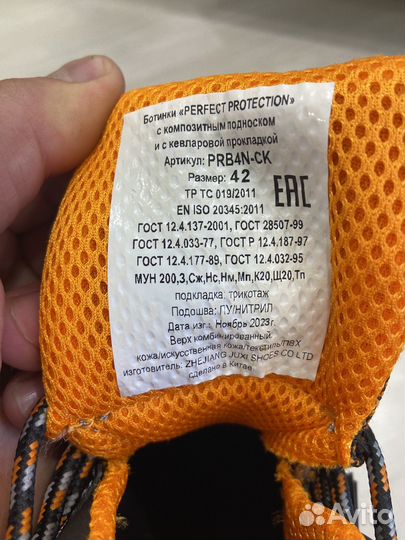 Ботинки «PERFECT PROTECTION»
с композитным подноском
и с кевларовой прокладкой
Артикул: PRB4N-CK
Размер: 42
ТР ТС 019/2011
EN ISO 20345:2011
EAC
ГОСТ 12.4.137-2001, ГОСТ 28507-99
ГОСТ 12.4.033-77, ГОСТ Р 12.4.187-97
ГОСТ 12.4.177-89, ГОСТ 12.4.032-95
МУН 200,З,Сж,Нс,Нм,Мп,К20,Щ20,Тп
подкладка: трикотаж
Подошва: ПУ/НИТРИЛ
Дата изг.: Ноябрь 2023г.
Верх комбинированный:
кожа/искусственная кожа/текстиль/пвх
изготовитель: ZHEJIANG JUXI SHOES CO LTD
сделано в Китае
Avito